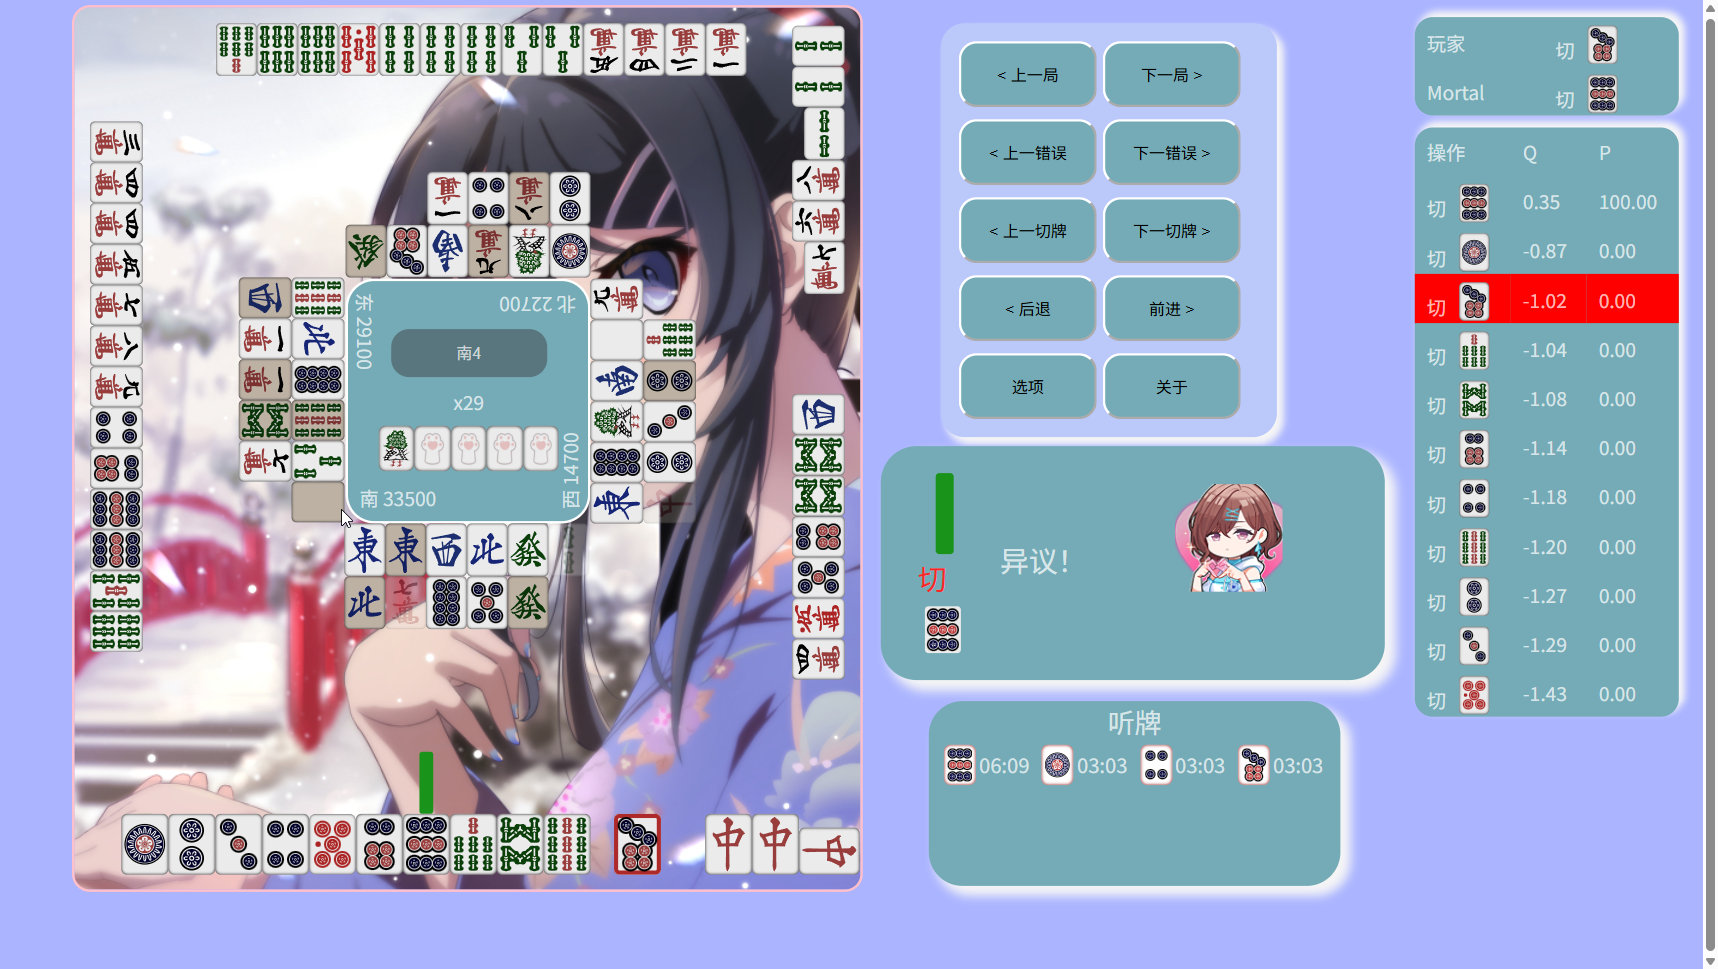 东 29100
北 22700
南4
x29
南 33500
西 14700
< 上一局
下一局 >
< 上一错误
下一错误 >
< 上一切牌
下一切牌 >
< 后退
前进 >
选项
关于
异议！
切
听牌
06:09
03:03
03:03
03:03
玩家 切
Mortal 切
操作 Q P
切 0.35 100.00
切 -0.87 0.00
切 -1.02 0.00
切 -1.04 0.00
切 -1.08 0.00
切 -1.14 0.00
切 -1.18 0.00
切 -1.20 0.00
切 -1.27 0.00
切 -1.29 0.00
切 -1.43 0.00